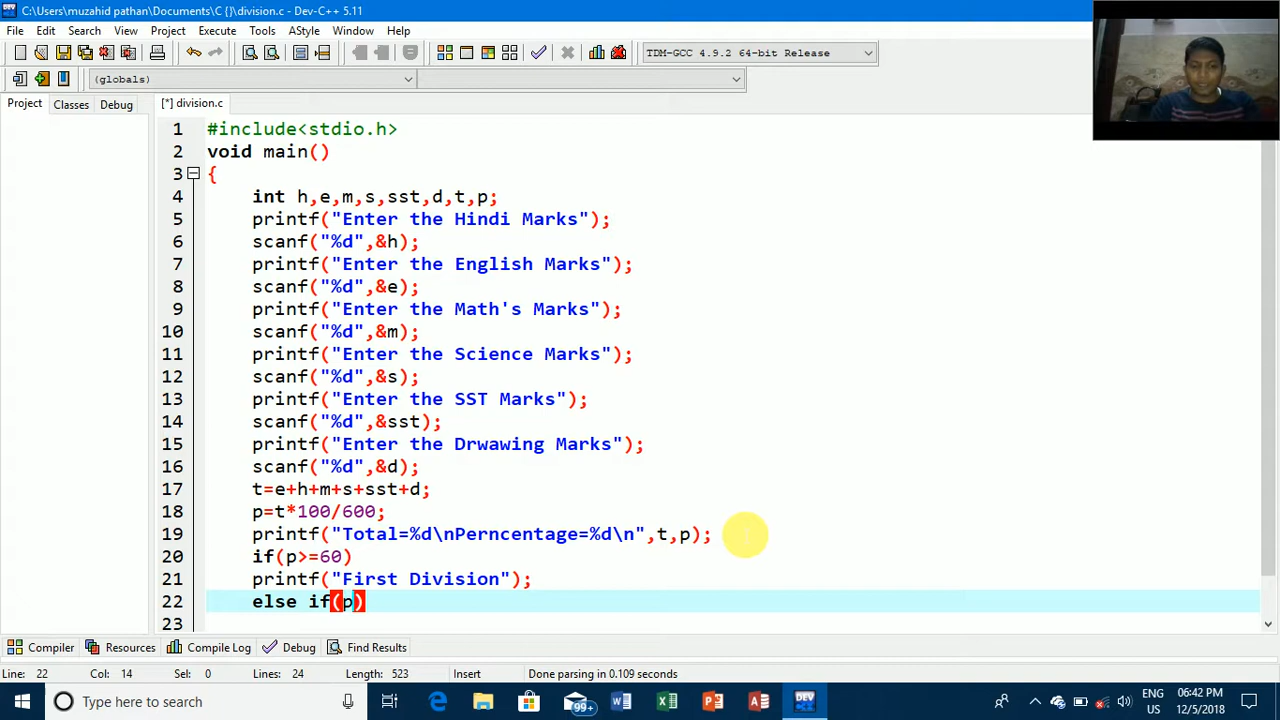 C:\Users\muzahid pathan\Documents\C {}\division.c - Dev-C++ 5.11
File Edit Search View Project Execute Tools AStyle Window Help
TDM-GCC 4.9.2 64-bit Release
(globals)
Project Classes Debug [*] division.c
1 #include<stdio.h>
2 void main()
3 {
4 int h,e,m,s,sst,d,t,p;
5 printf("Enter the Hindi Marks");
6 scanf("%d",&h);
7 printf("Enter the English Marks");
8 scanf("%d",&e);
9 printf("Enter the Math's Marks");
10 scanf("%d",&m);
11 printf("Enter the Science Marks");
12 scanf("%d",&s);
13 printf("Enter the SST Marks");
14 scanf("%d",&sst);
15 printf("Enter the Drwawing Marks");
16 scanf("%d",&d);
17 t=e+h+m+s+sst+d;
18 p=t*100/600;
19 printf("Total=%d\nPerncentage=%d\n",t,p);
20 if(p>=60)
21 printf("First Division");
22 else if(p)
23
Compiler Resources Compile Log Debug Find Results
Line: 22 Col: 14 Sel: 0 Lines: 24 Length: 523 Insert Done parsing in 0.109 seconds
Type here to search 99+ DEV ENG US 06:42 PM 12/5/2018